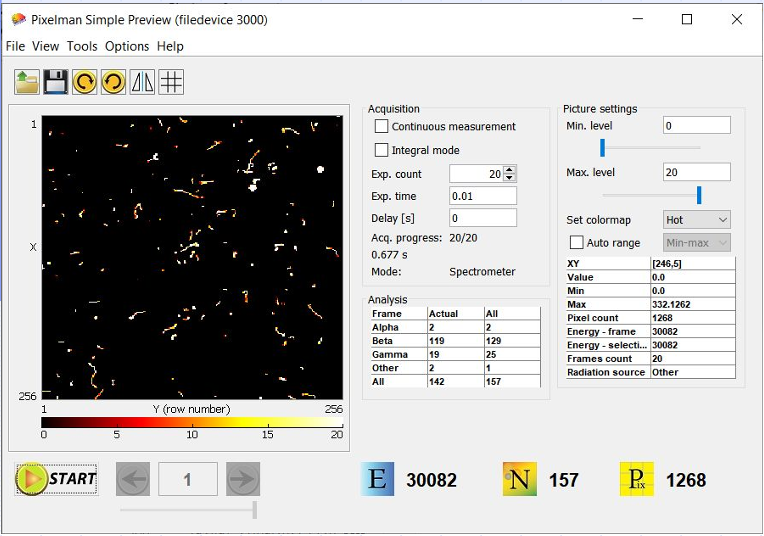 Pixelman Simple Preview (filedevice 3000)
File View Tools Options Help
1
X
256
1 Y (row number) 256
0 5 10 15 20
START
1
Acquisition
Continuous measurement
Integral mode
Exp. count 20
Exp. time 0.01
Delay [s] 0
Acq. progress: 20/20
0.677 s
Mode: Spectrometer
Analysis
Frame Actual All
Alpha 2 2
Beta 119 129
Gamma 19 25
Other 2 1
All 142 157
Picture settings
Min. level 0
Max. level 20
Set colormap Hot
Auto range Min-max
XY [246,5]
Value 0.0
Min 0.0
Max 332.1262
Pixel count 1268
Energy - frame 30082
Energy - selecti... 30082
Frames count 20
Radiation source Other
E 30082 N 157 Pix 1268